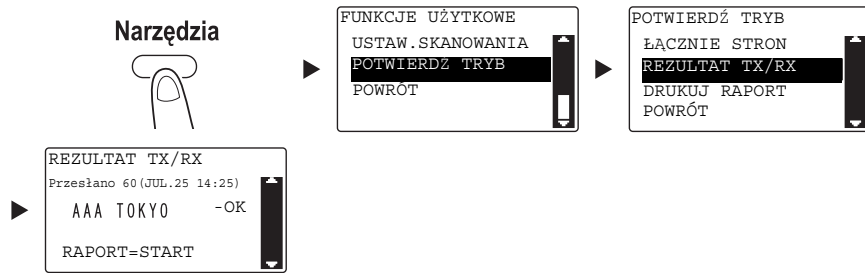 Narzędzia
FUNKCJE UŻYTKOWE
USTAW.SKANOWANIA
POTWIERDŹ TRYB
POWRÓT
POTWIERDŹ TRYB
ŁĄCZNIE STRON
REZULTAT TX/RX
DRUKUJ RAPORT
POWRÓT
REZULTAT TX/RX
Przesłano 60(JUL.25 14:25)
AAA TOKYO -OK
RAPORT=START